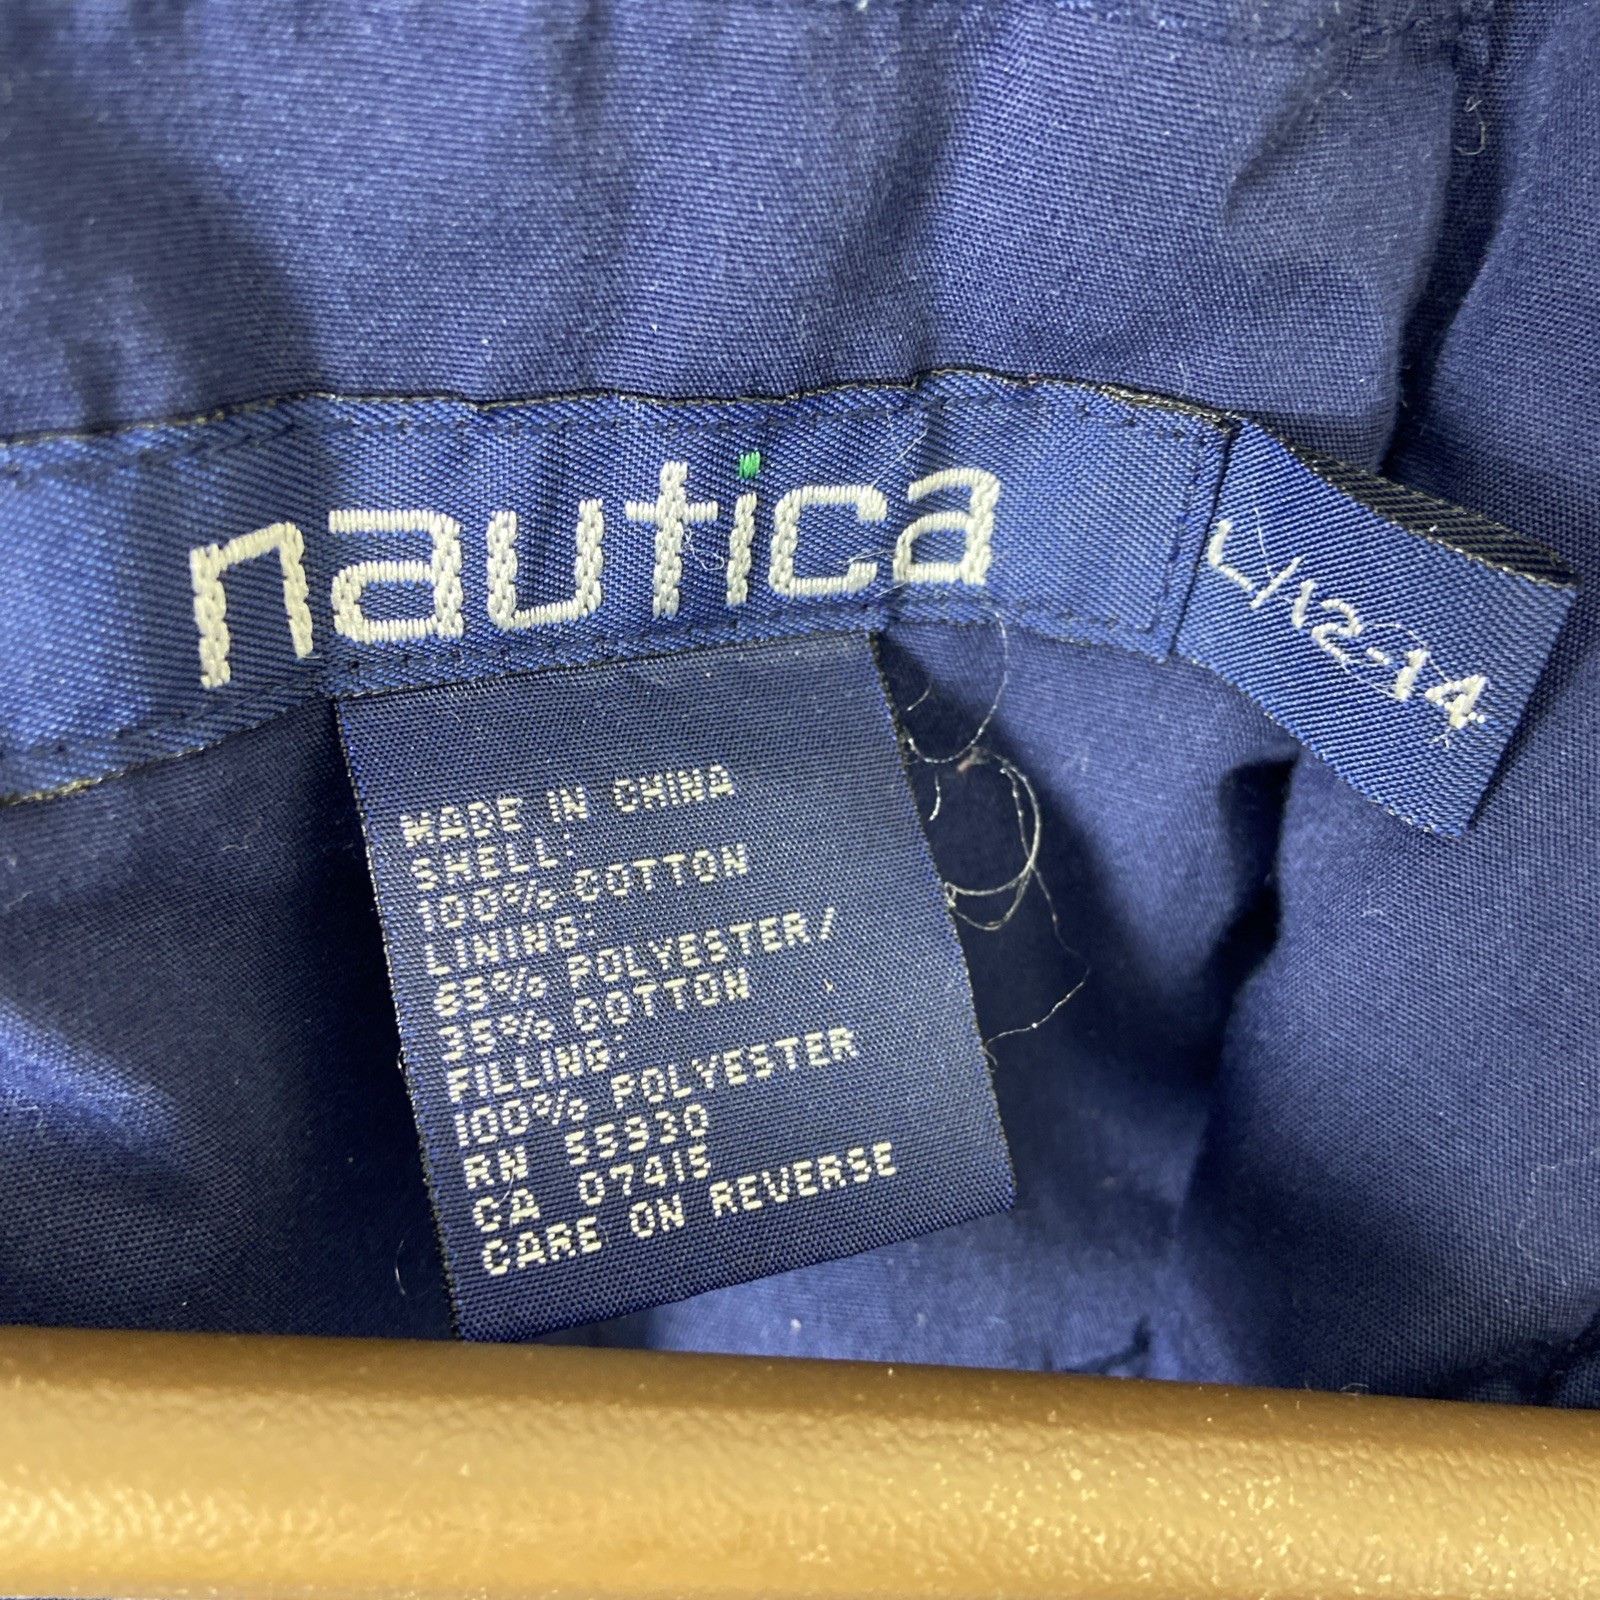 nautica
L/12-14
MADE IN CHINA
SHELL:
100% COTTON
LINING:
65% POLYESTER/
35% COTTON
FILLING:
100% POLYESTER
RN 55930
CA 07415
CARE ON REVERSE